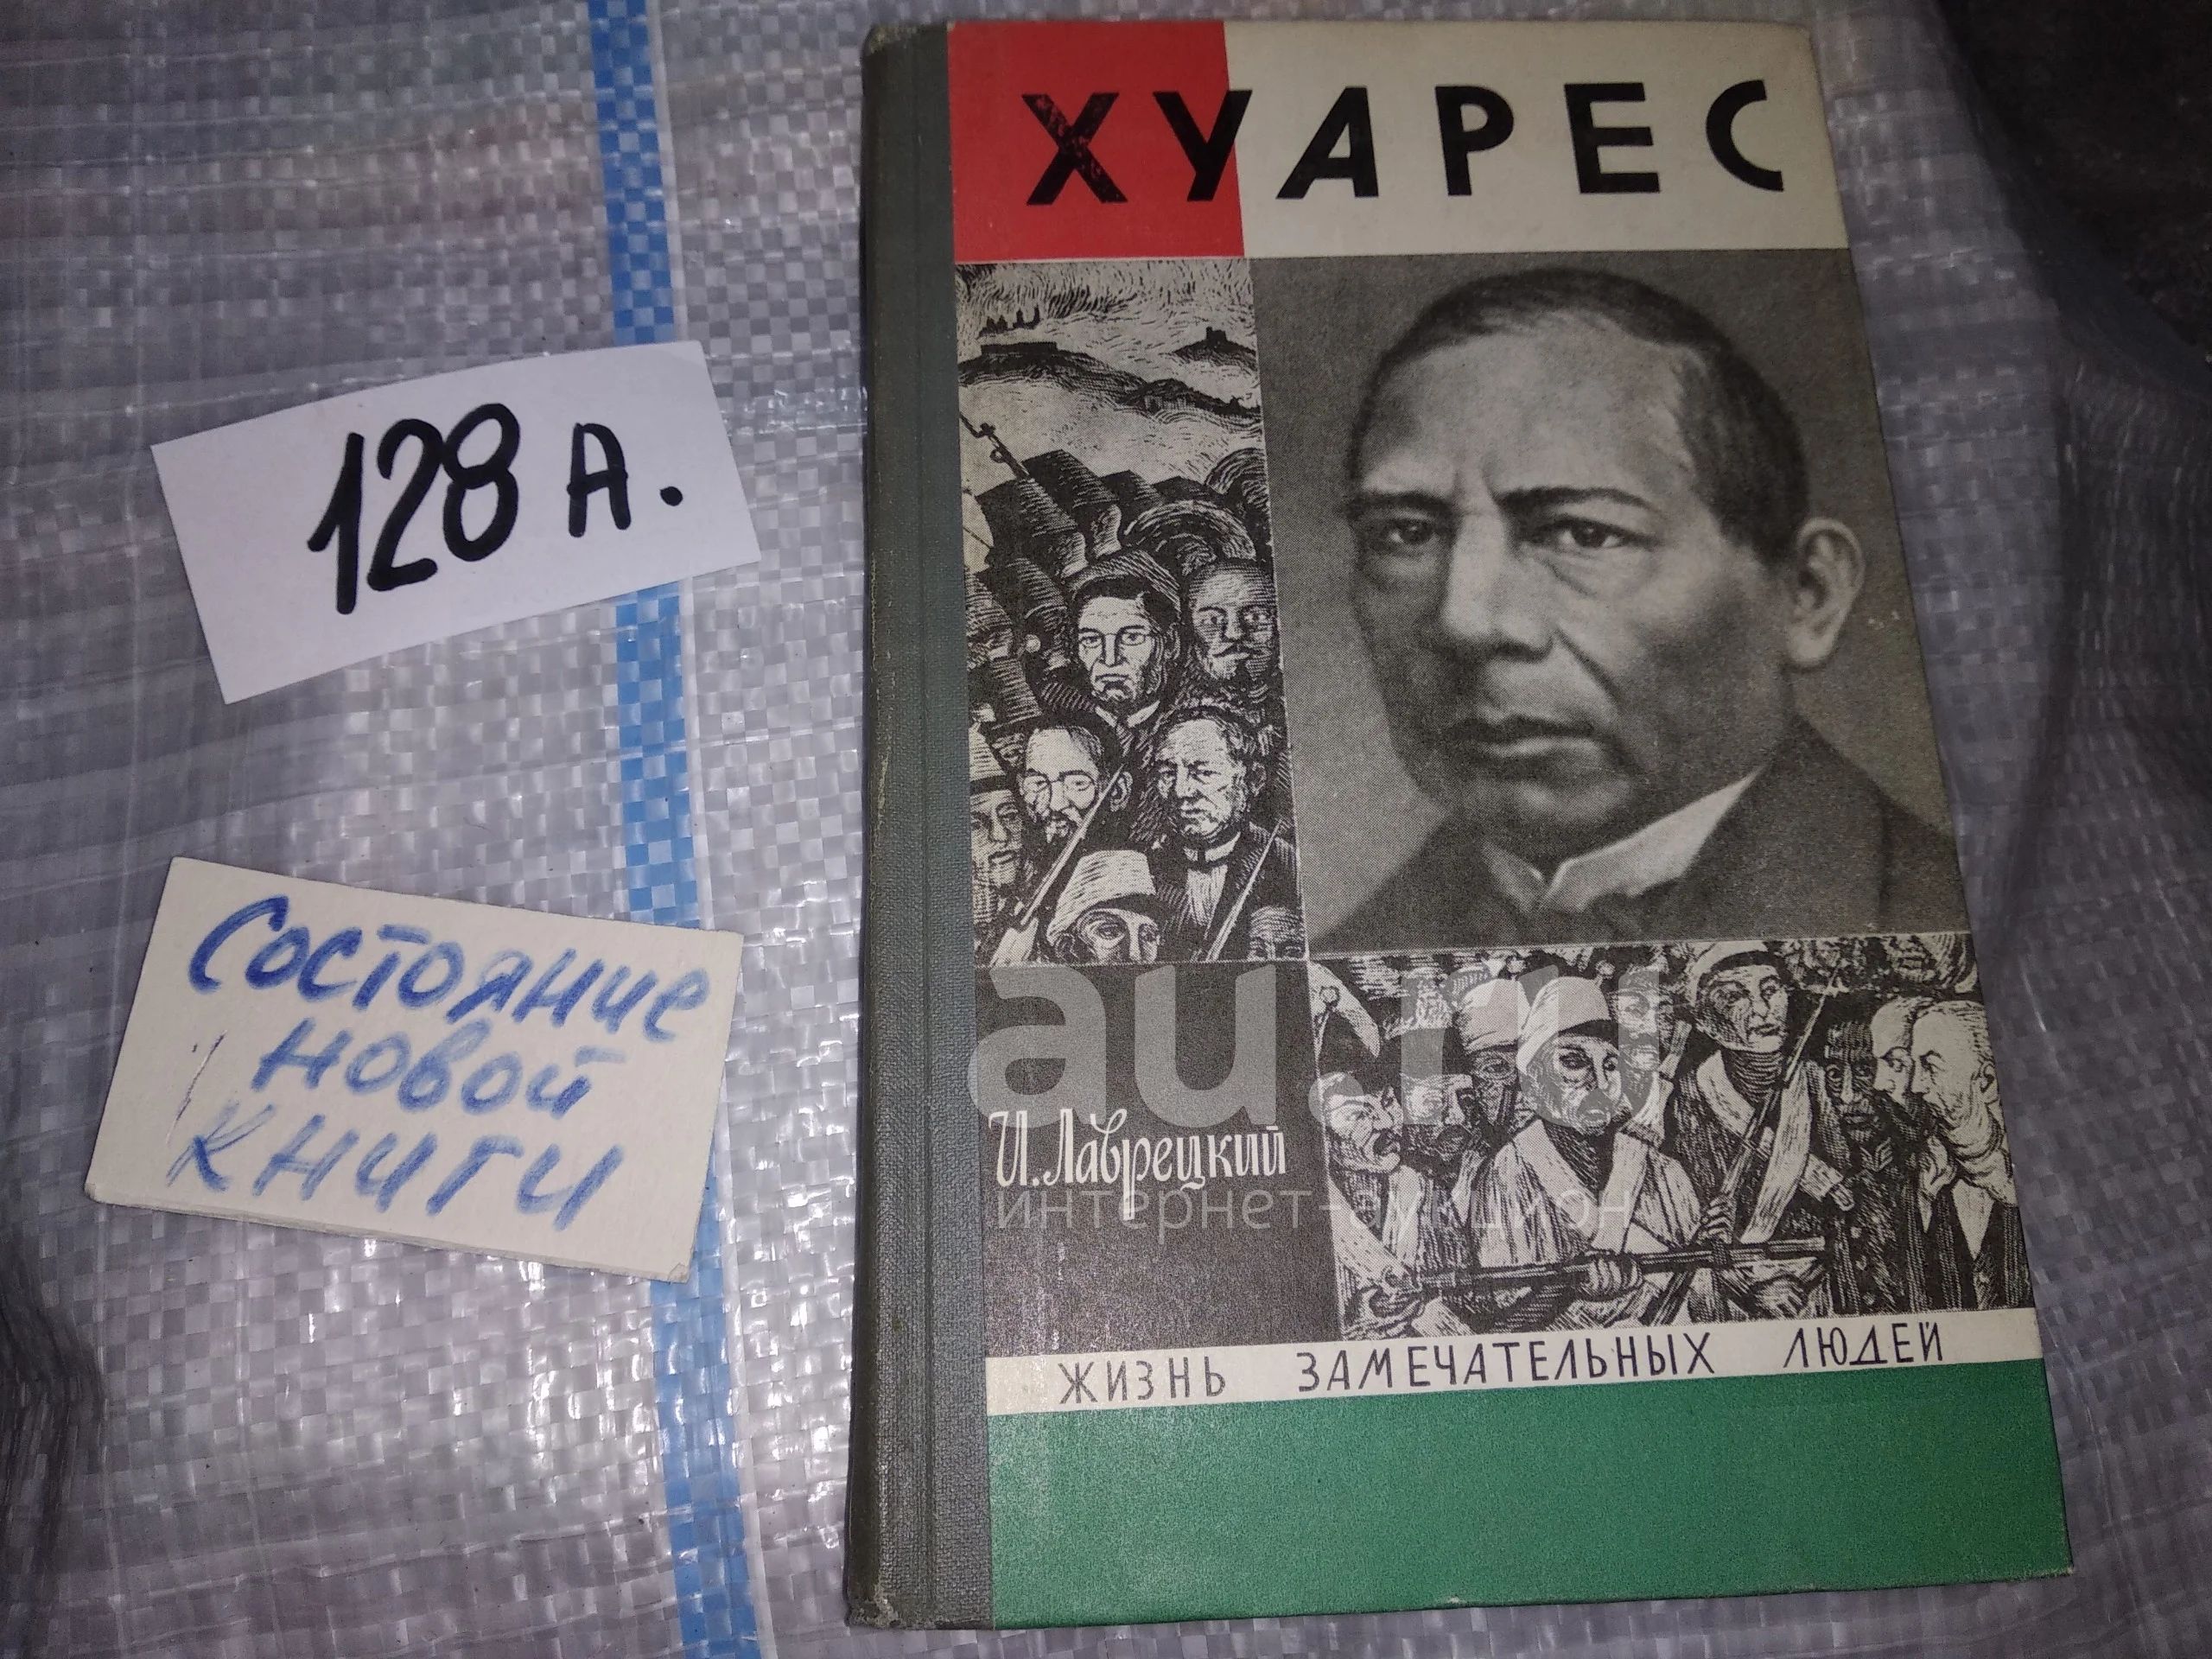 ХУАРЕС
128 А.
Состояние
новой
книги
au.ru
И. Лаврецкий
интернет-аукцион
ЖИЗНЬ ЗАМЕЧАТЕЛЬНЫХ ЛЮДЕЙ